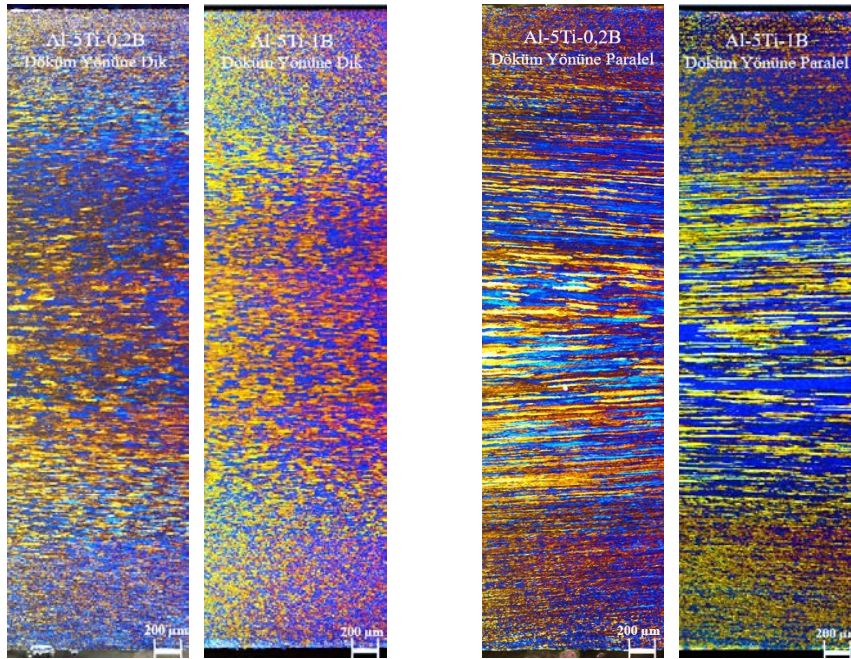 Al-5Ti-0,2B
Döküm Yönüne Dik
200 µm
Al-5Ti-1B
Döküm Yönüne Dik
200 µm
Al-5Ti-0,2B
Döküm Yönüne Paralel
200 µm
Al-5Ti-1B
Döküm Yönüne Paralel
200 µm